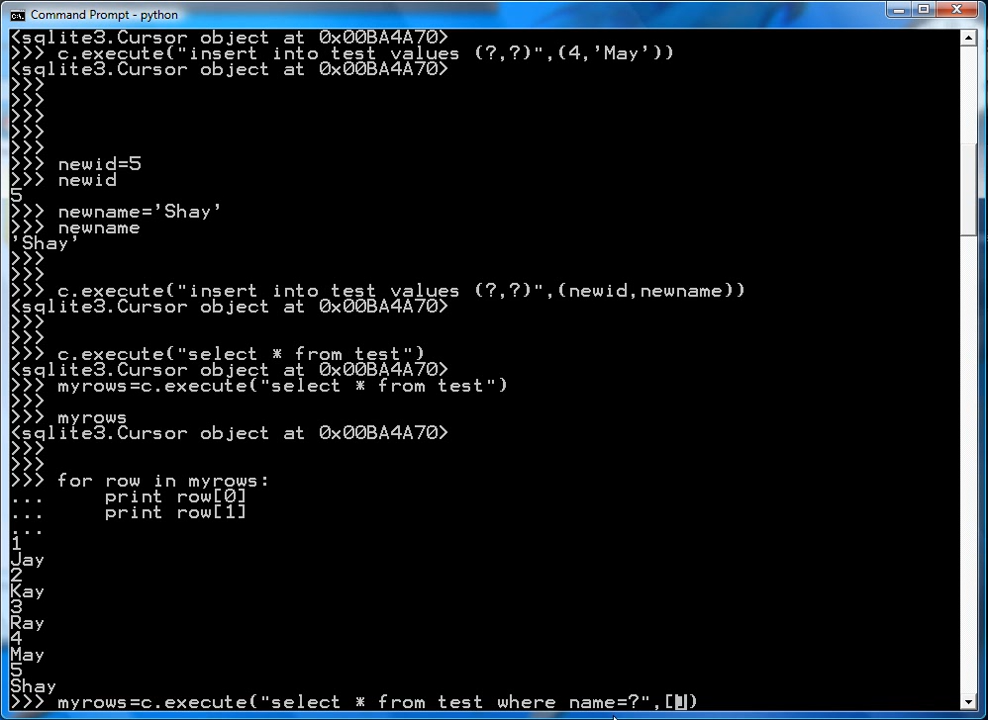 Command Prompt - python
<sqlite3.Cursor object at 0x00BA4A70>
>>> c.execute("insert into test values (?,?)",(4,'May'))
<sqlite3.Cursor object at 0x00BA4A70>
>>>
>>>
>>>
>>>
>>>
>>> newid=5
>>> newid
5
>>> newname='Shay'
>>> newname
'Shay'
>>>
>>>
>>> c.execute("insert into test values (?,?)",(newid,newname))
<sqlite3.Cursor object at 0x00BA4A70>
>>>
>>>
>>> c.execute("select * from test")
<sqlite3.Cursor object at 0x00BA4A70>
>>> myrows=c.execute("select * from test")
>>>
>>> myrows
<sqlite3.Cursor object at 0x00BA4A70>
>>>
>>>
>>> for row in myrows:
...     print row[0]
...     print row[1]
...
1
Jay
2
Kay
3
Ray
4
May
5
Shay
>>> myrows=c.execute("select * from test where name=?",[])